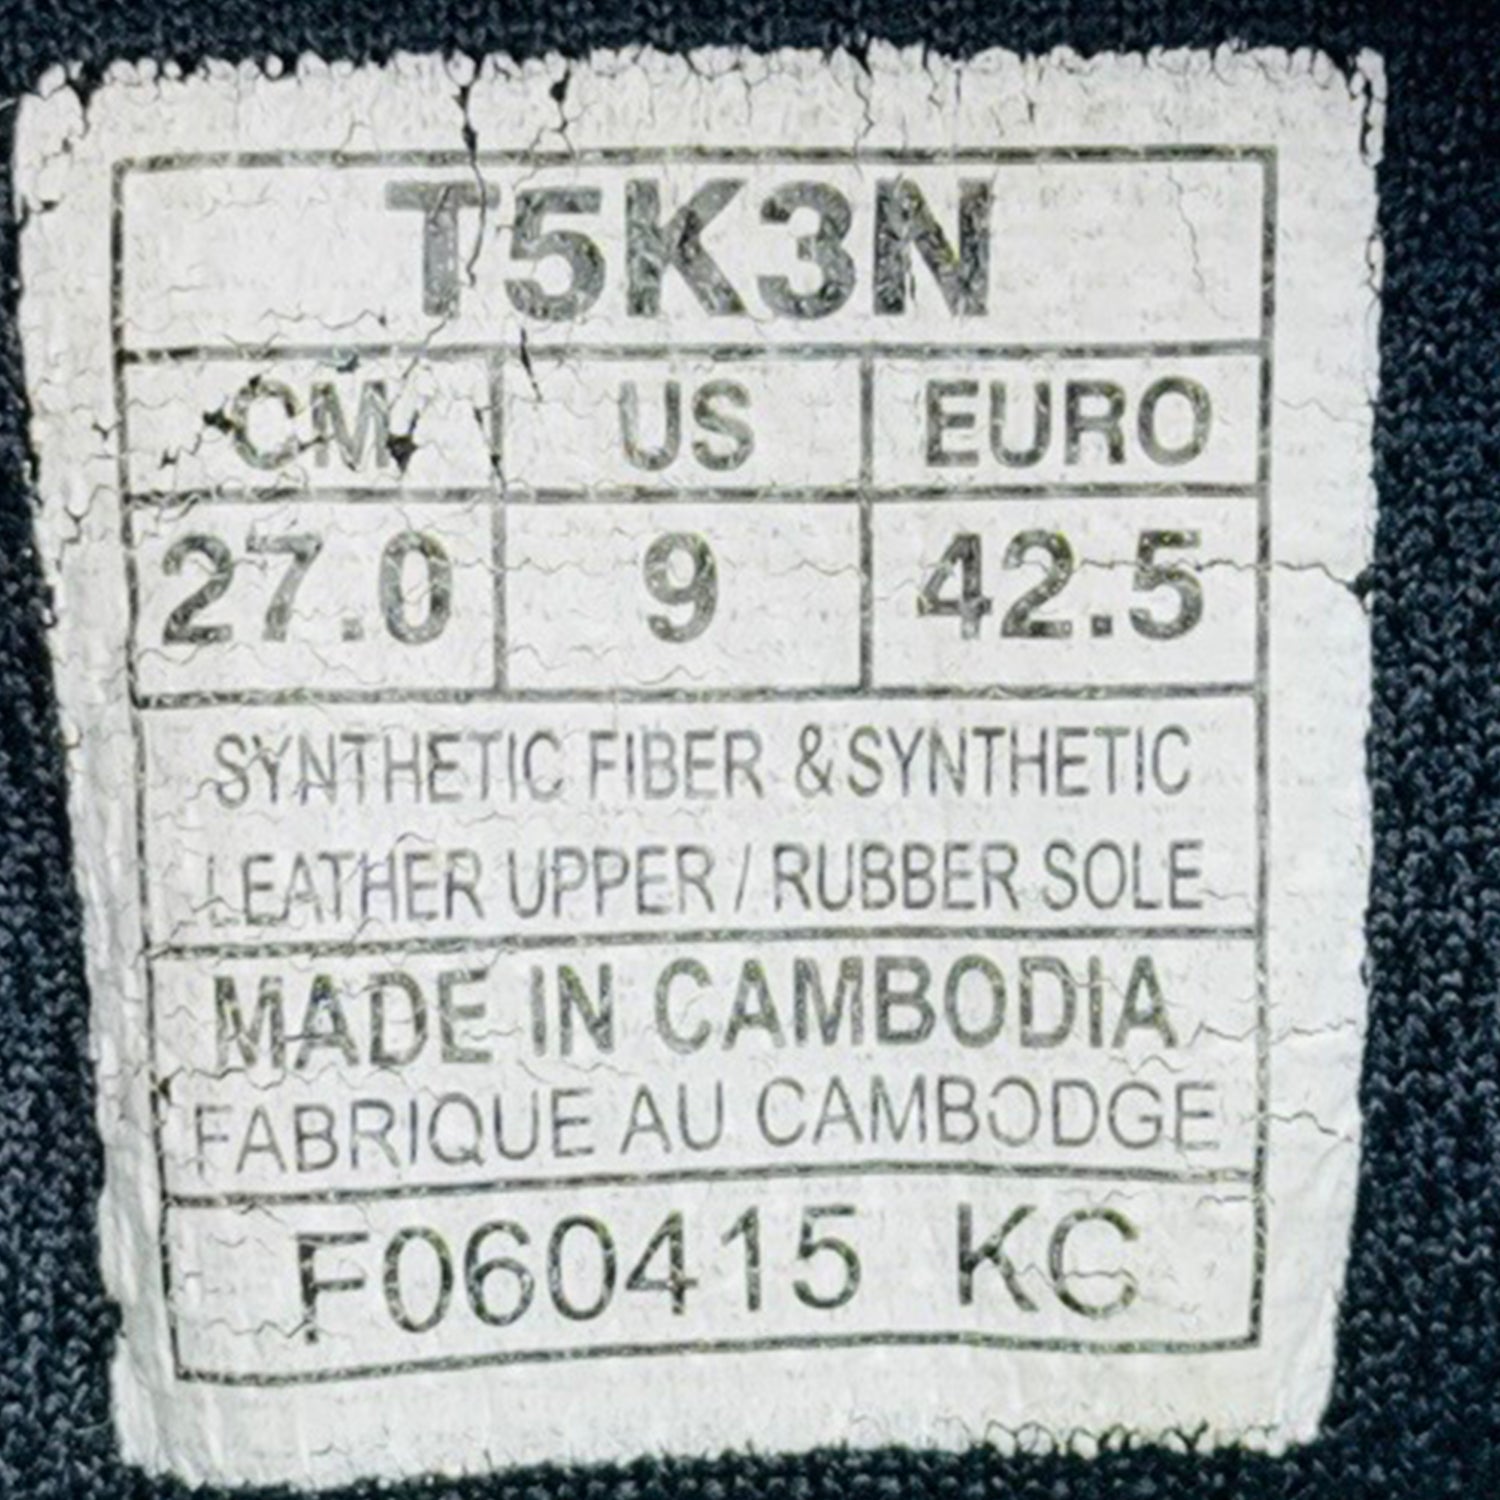 T5K3N
CM US EURO
27.0 9 42.5
SYNTHETIC FIBER & SYNTHETIC
LEATHER UPPER / RUBBER SOLE
MADE IN CAMBODIA
FABRIQUE AU CAMBODGE
F060415 KC